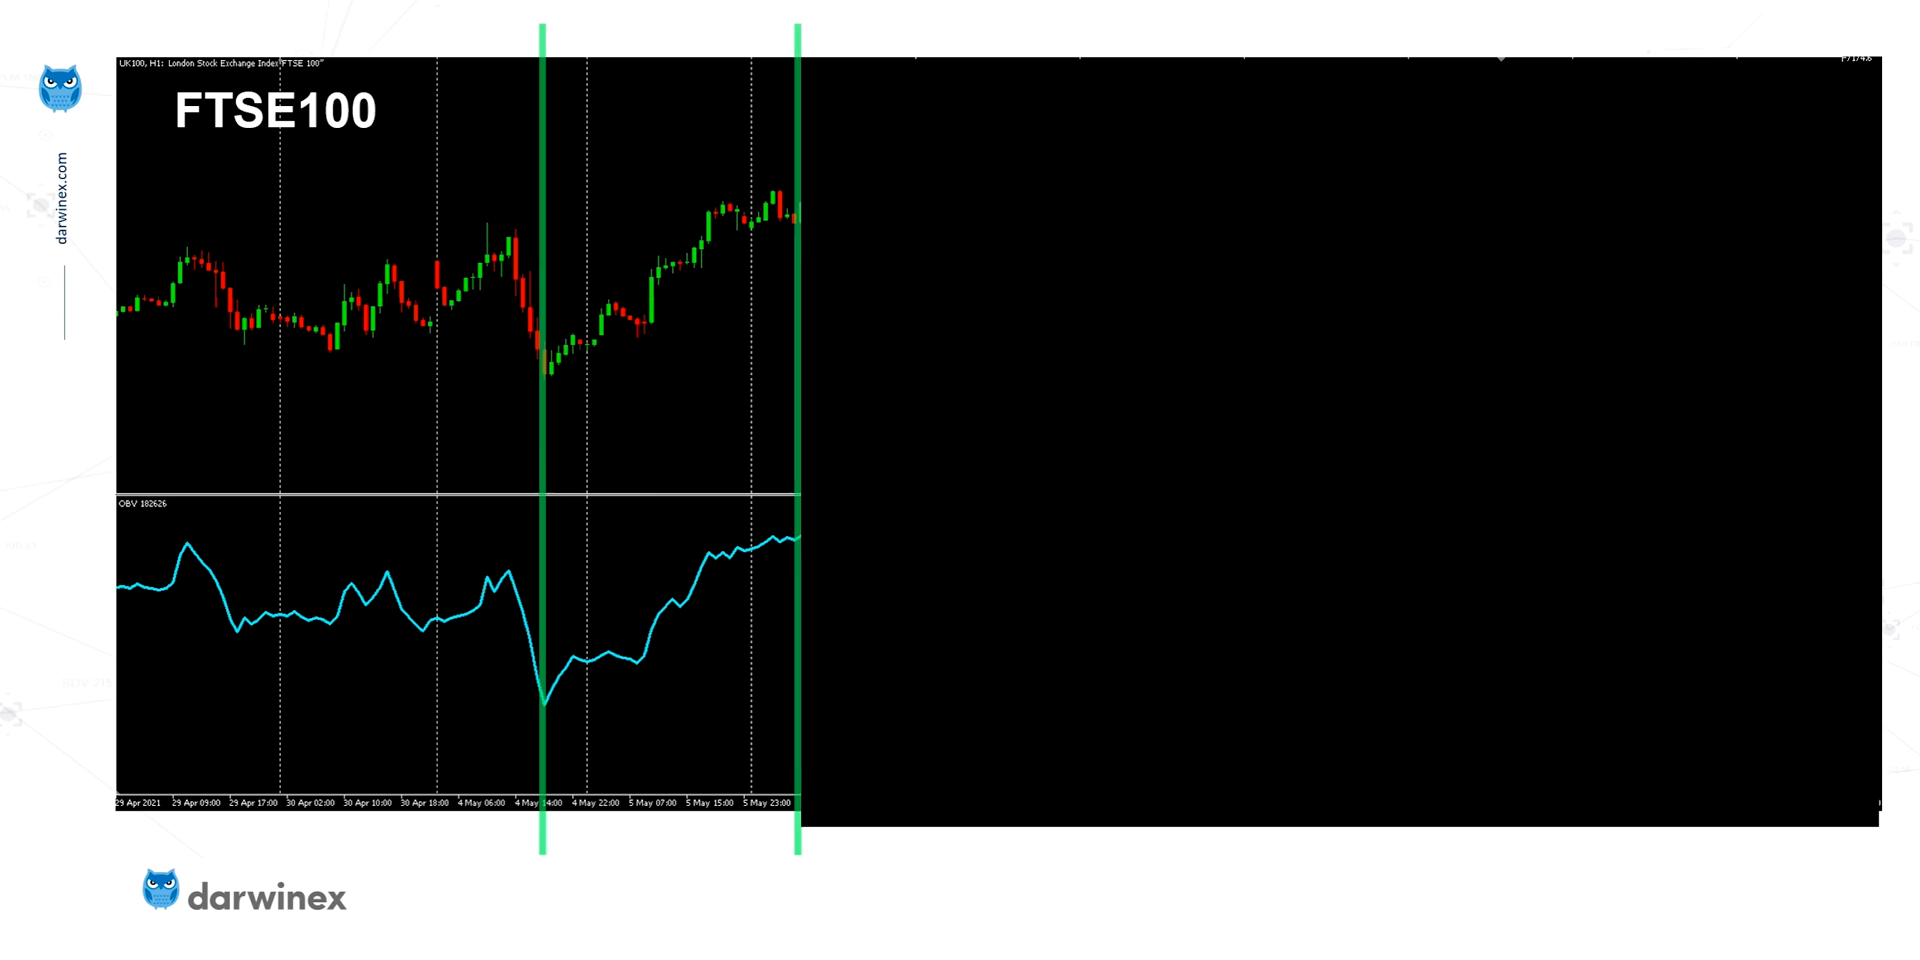 UK100, H1: London Stock Exchange Index"FTSE 100"
FTSE100
darwinex.com
OBV 182626
29 Apr 2021 29 Apr 09:00 29 Apr 17:00 30 Apr 02:00 30 Apr 10:00 30 Apr 18:00 4 May 06:00 4 May 14:00 4 May 22:00 5 May 07:00 5 May 15:00 5 May 23:00
darwinex